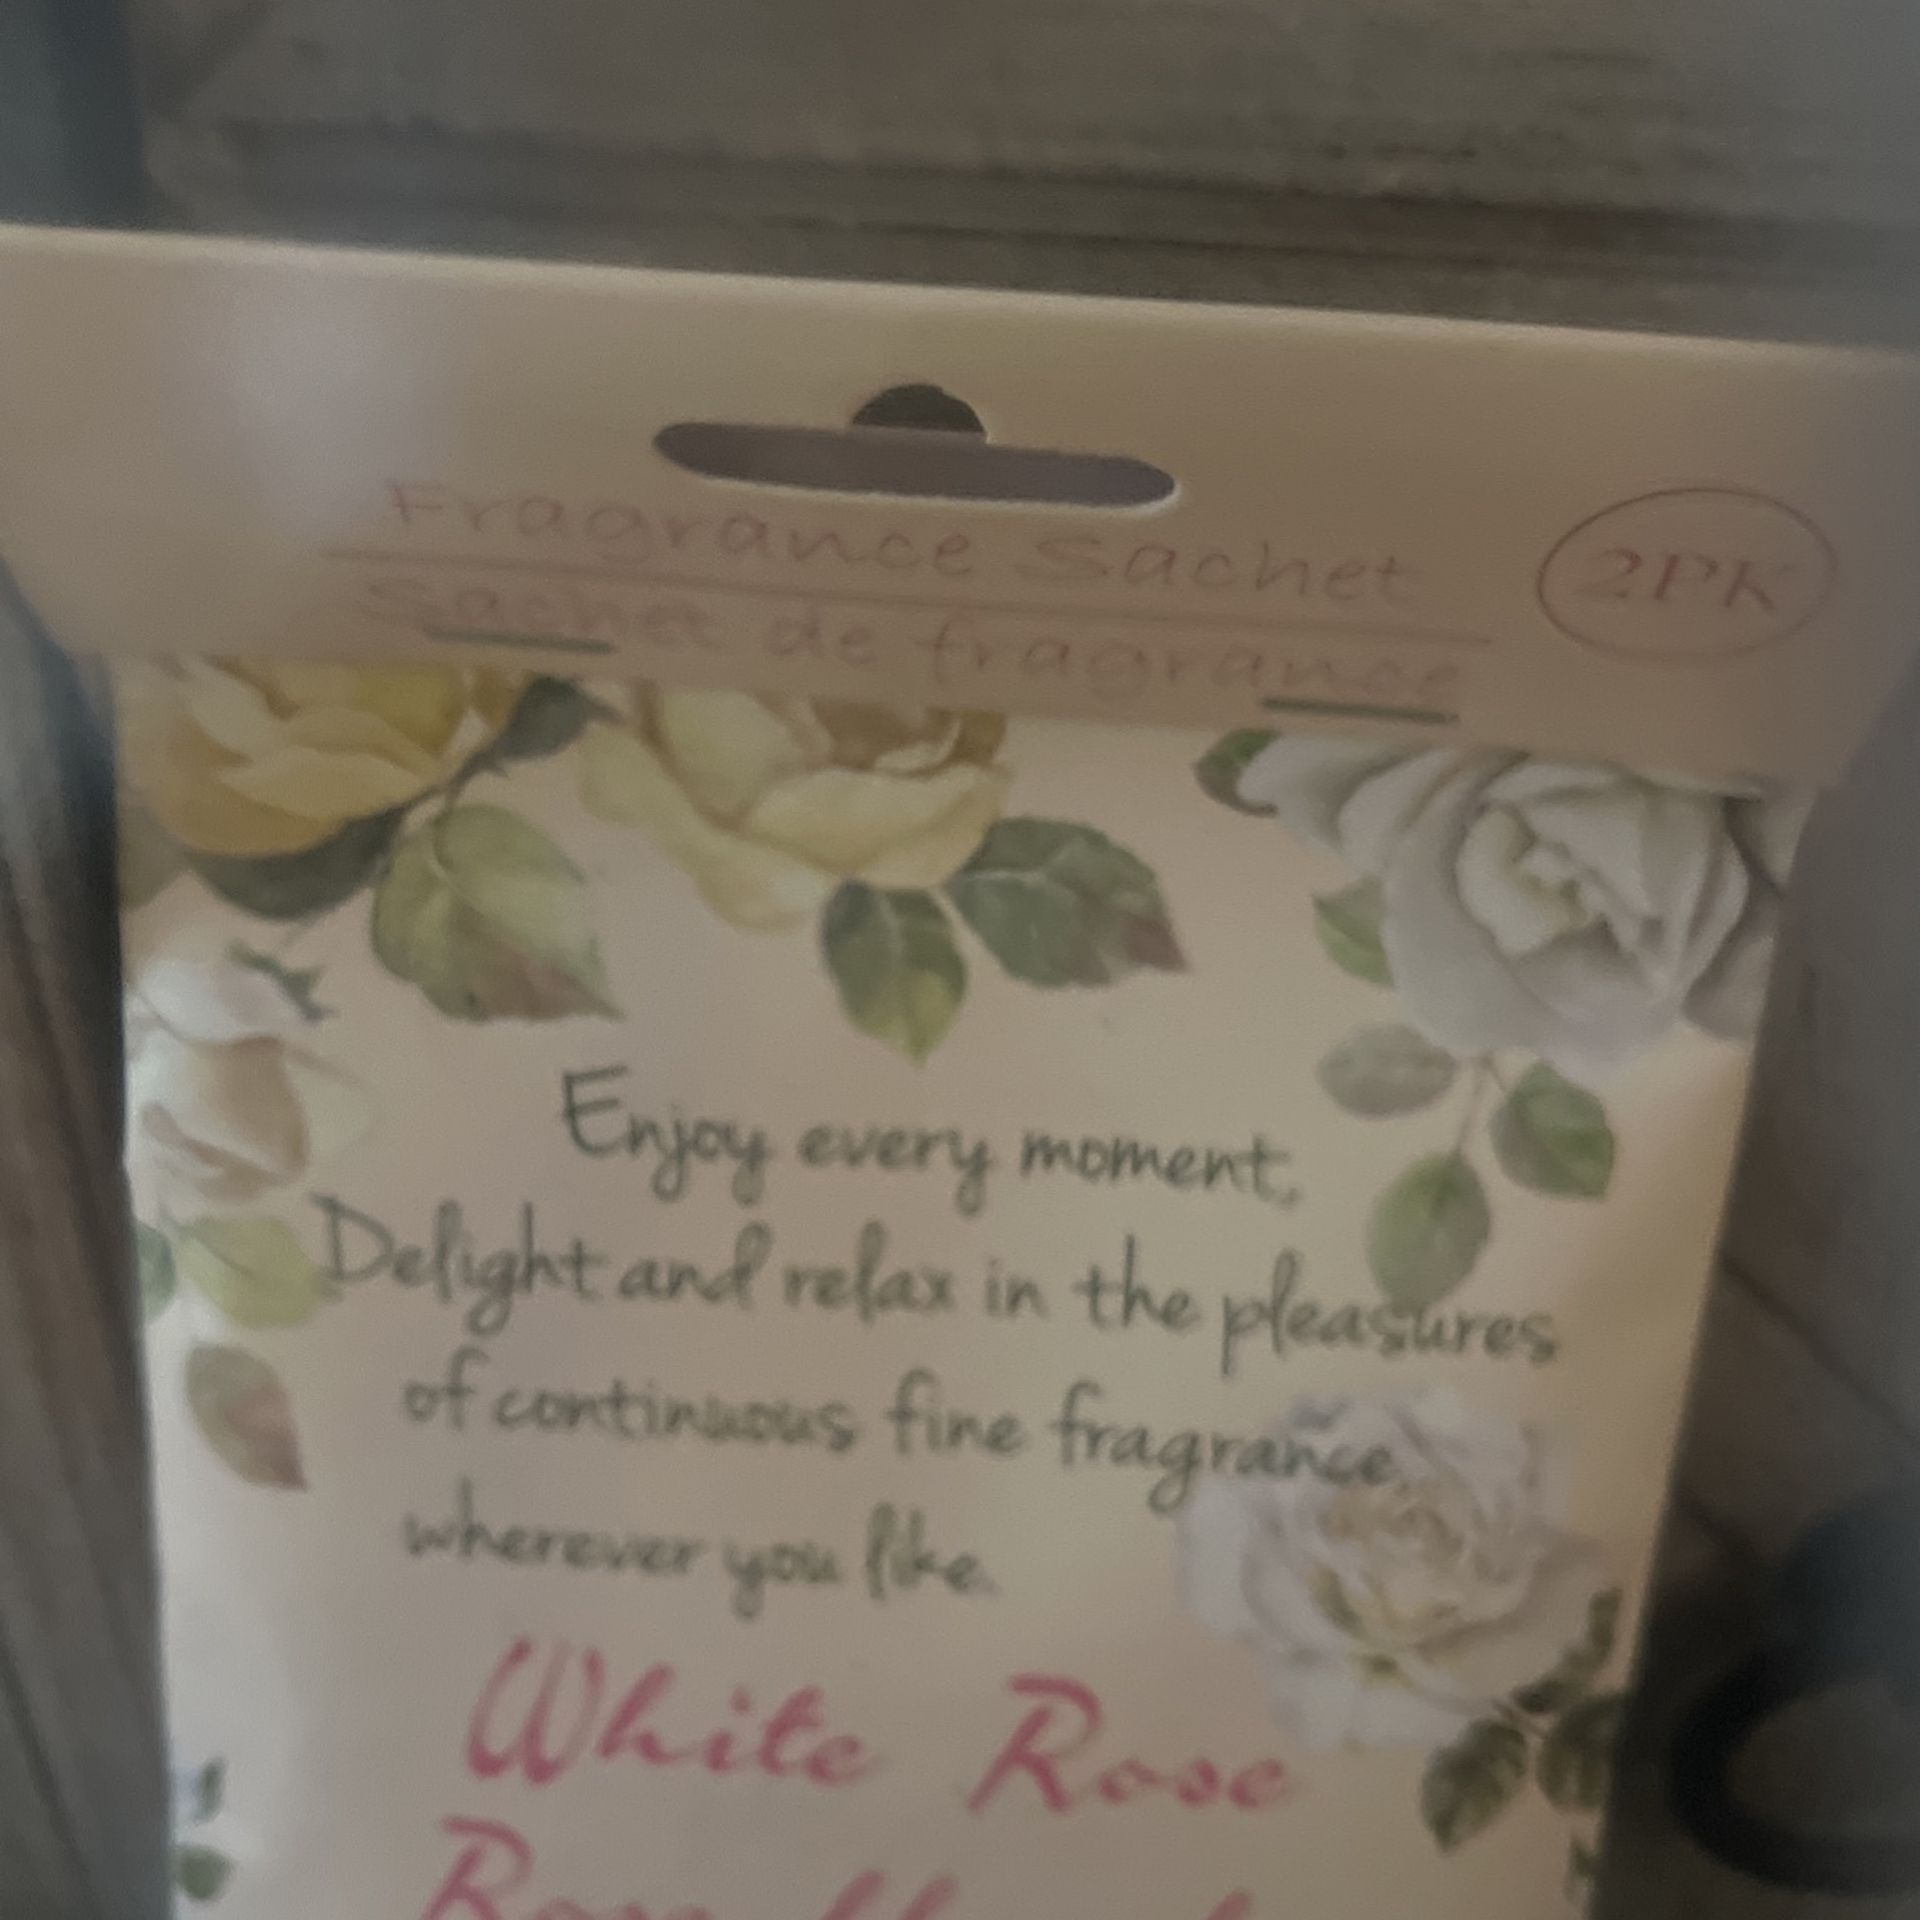 Fragrance Sachet
2PK
Sachet de fragrance
Enjoy every moment,
Delight and relax in the pleasures
of continuous fine fragrance,
wherever you like.
White Rose